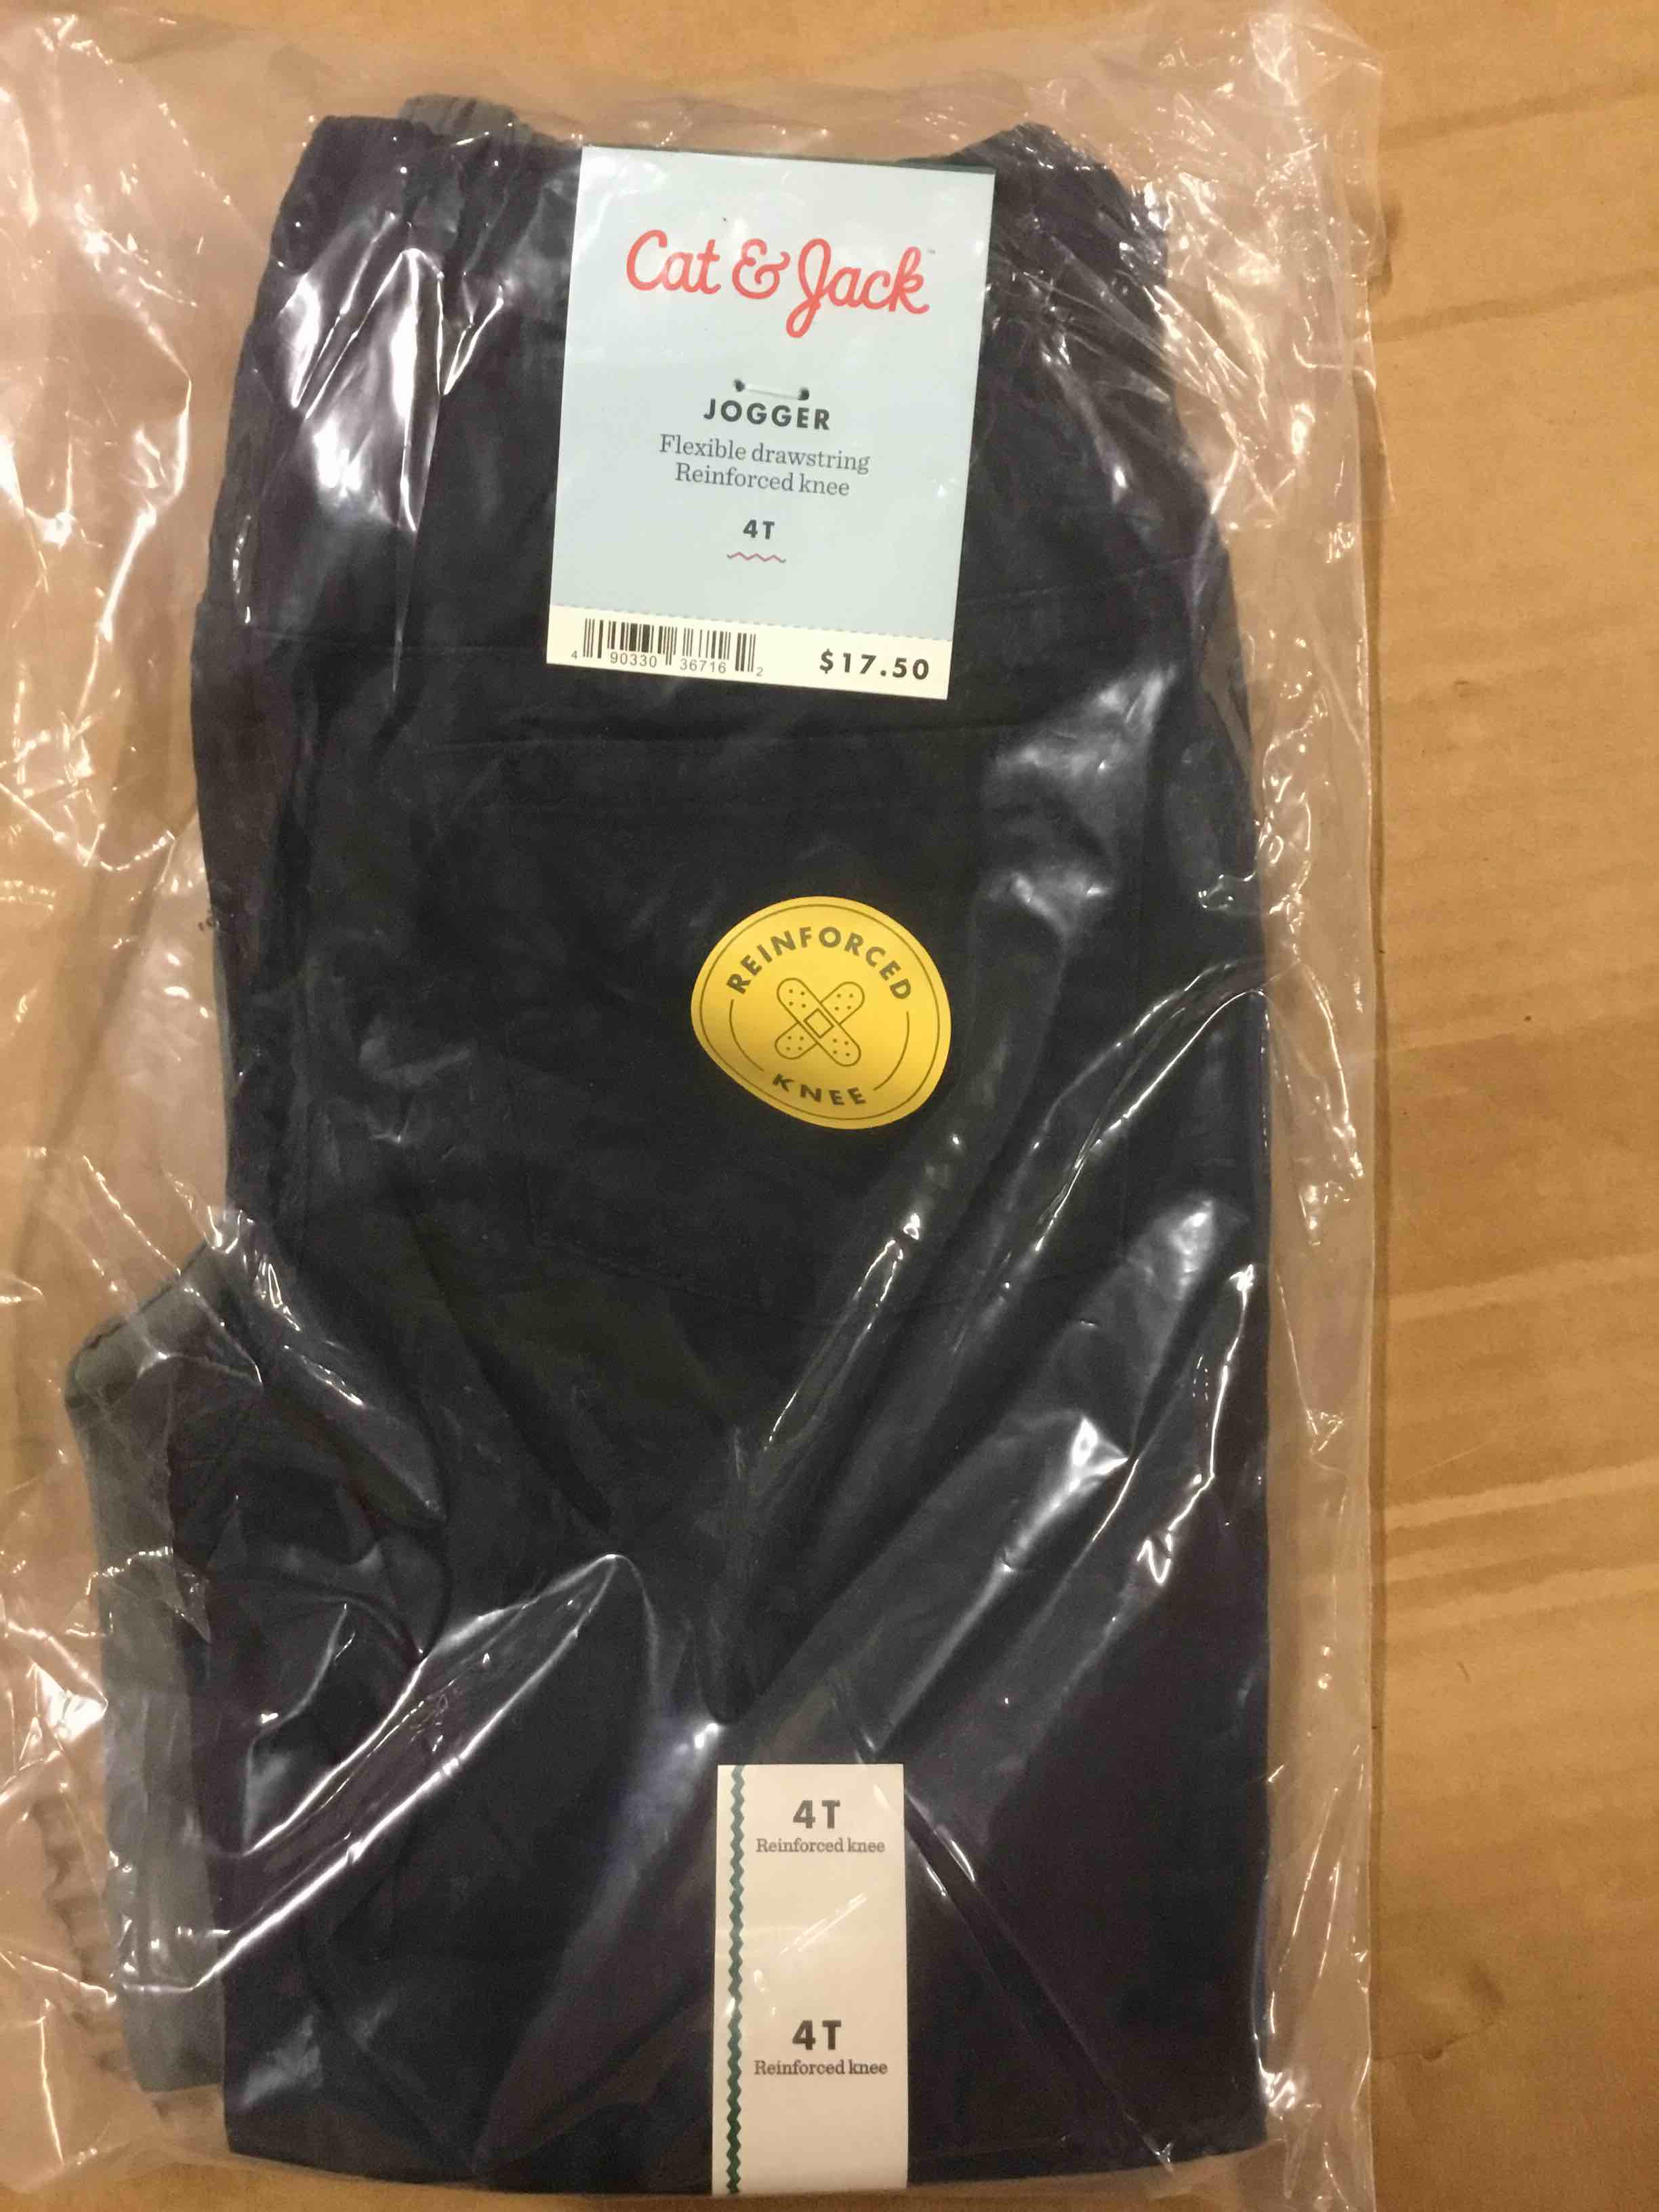 Cat & Jack™
JOGGER
Flexible drawstring
Reinforced knee
4T
4 90330 36716 2
$17.50
REINFORCED
KNEE
4T
Reinforced knee
4T
Reinforced knee